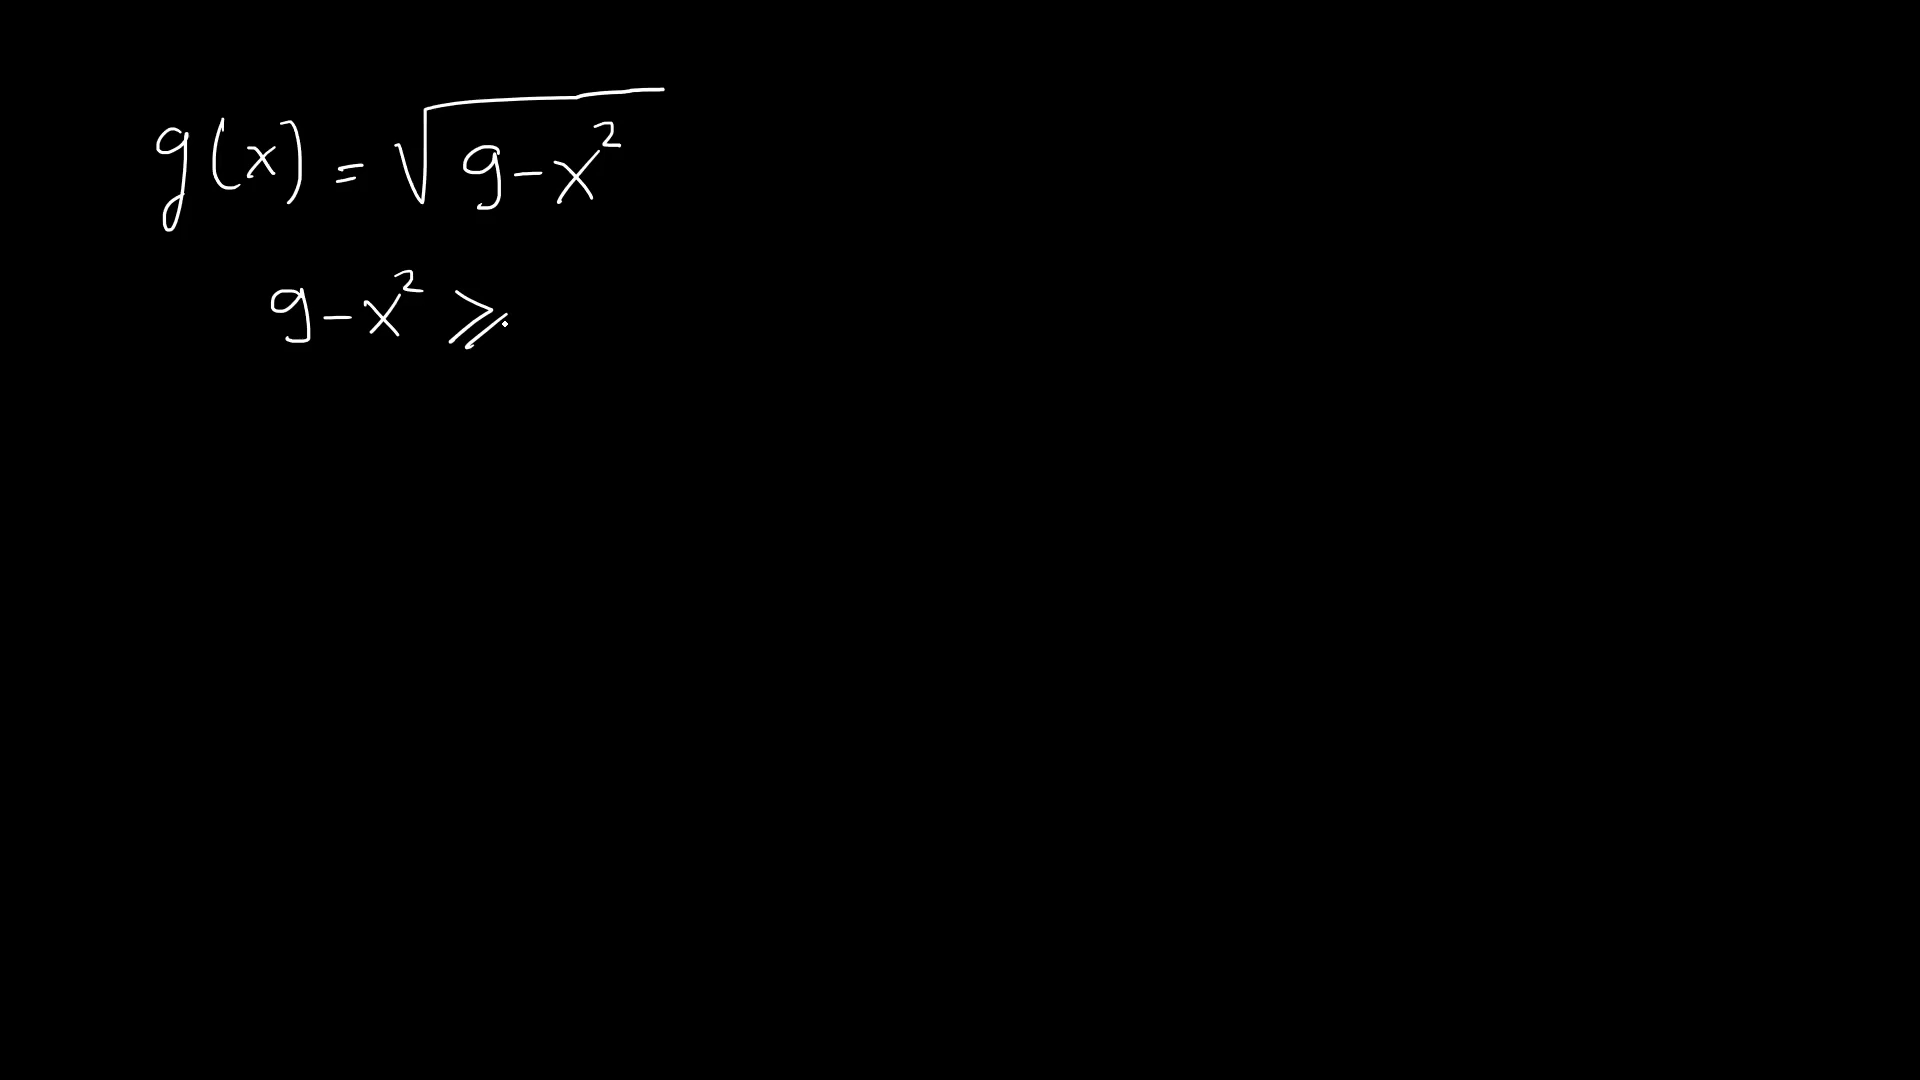 g(x) = √(9-x²)
9-x² ⩾